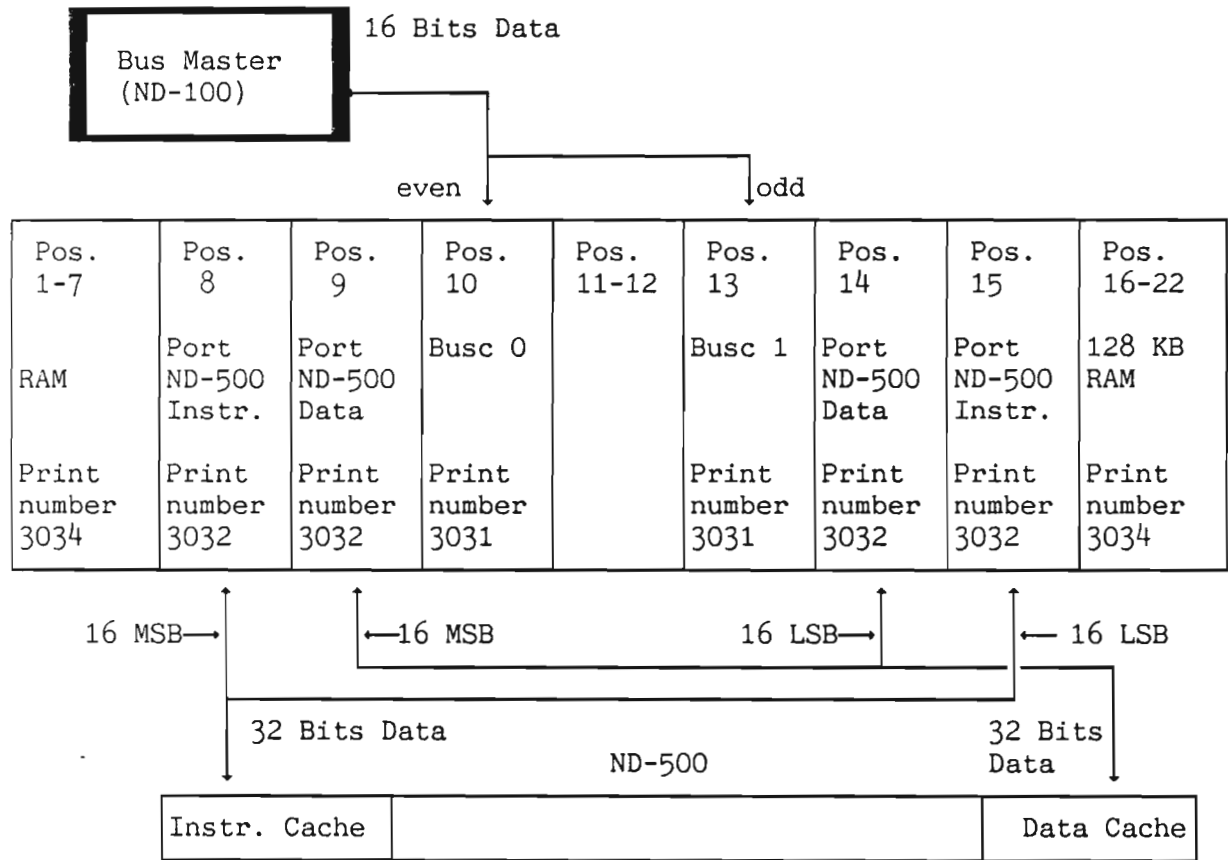 16 Bits Data
Bus Master
(ND-100)
even
odd
Pos.
1-7
RAM
Print
number
3034
Pos.
8
Port
ND-500
Instr.
Print
number
3032
Pos.
9
Port
ND-500
Data
Print
number
3032
Pos.
10
Busc 0
Print
number
3031
Pos.
11-12
Pos.
13
Busc 1
Print
number
3031
Pos.
14
Port
ND-500
Data
Print
number
3032
Pos.
15
Port
ND-500
Instr.
Print
number
3032
Pos.
16-22
128 KB
RAM
Print
number
3034
16 MSB
16 MSB
16 LSB
16 LSB
32 Bits Data
32 Bits
Data
ND-500
Instr. Cache
Data Cache